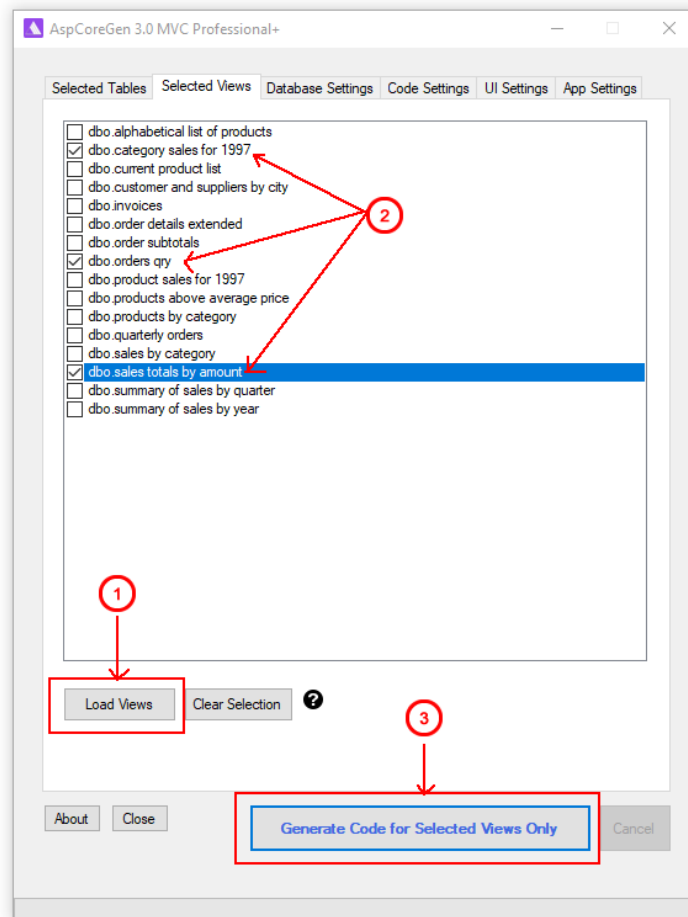 AspCoreGen 3.0 MVC Professional+
Selected Tables Selected Views Database Settings Code Settings UI Settings App Settings
dbo.alphabetical list of products
dbo.category sales for 1997
dbo.current product list
dbo.customer and suppliers by city
dbo.invoices
2
dbo.order details extended
dbo.order subtotals
dbo.orders qry
dbo.product sales for 1997
dbo.products above average price
dbo.products by category
dbo.quarterly orders
dbo.sales by category
dbo.sales totals by amount
dbo.summary of sales by quarter
dbo.summary of sales by year
1
Load Views Clear Selection ?
3
About Close Generate Code for Selected Views Only Cancel